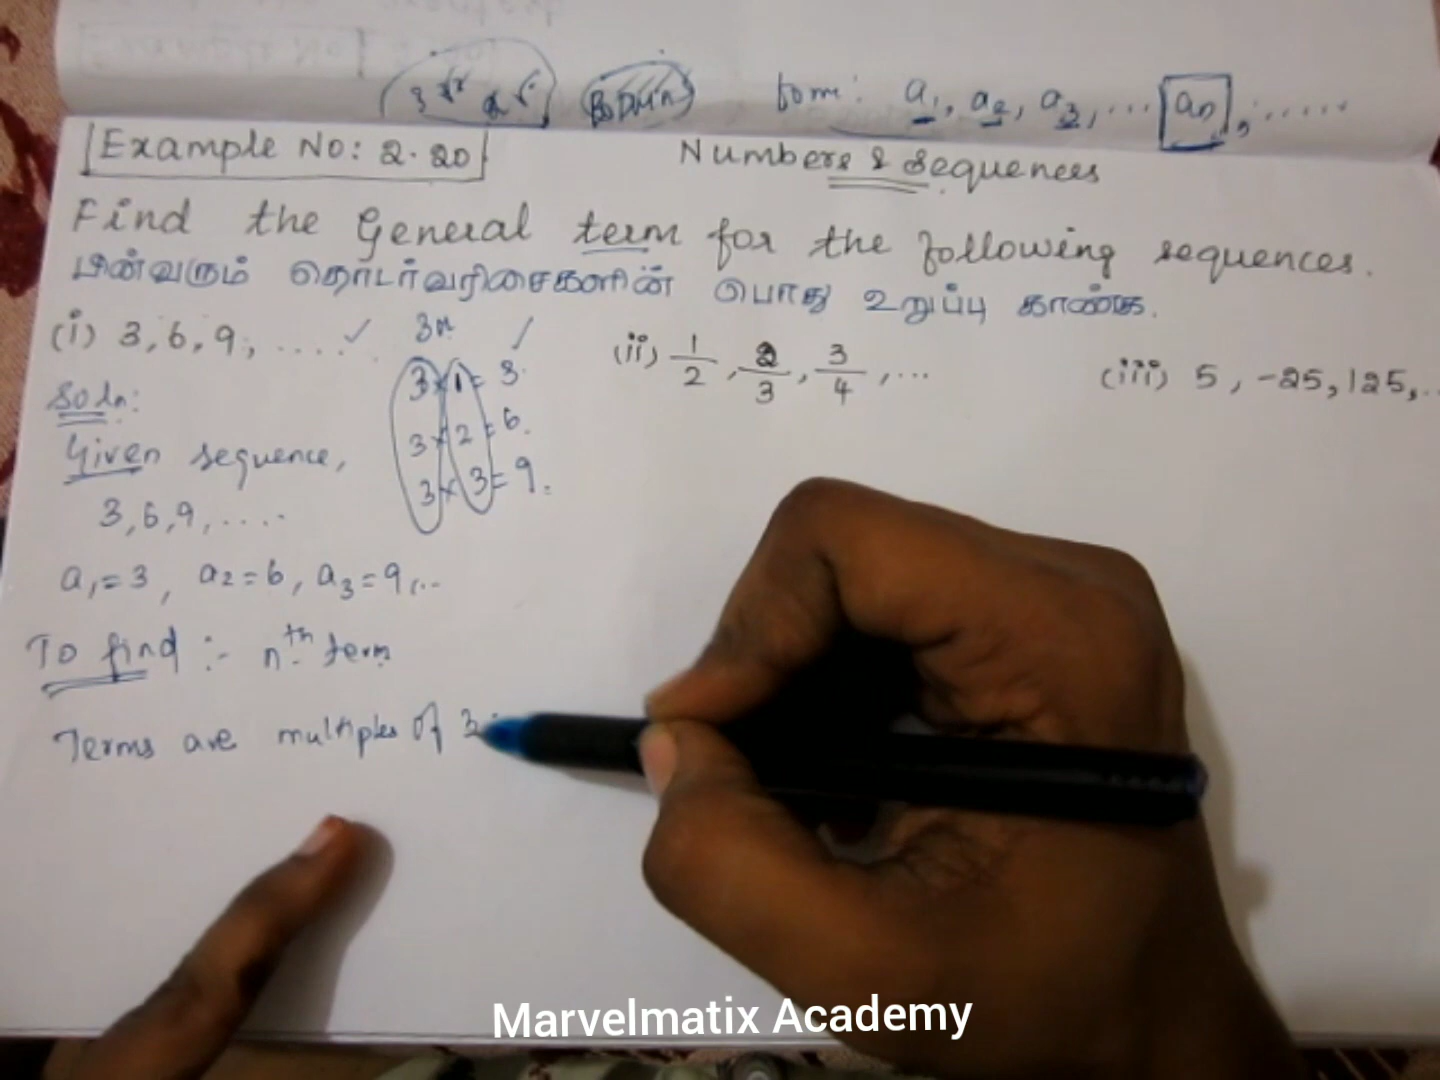 form: a₁, a₂, a₃, ... aₙ, .....
Example No: 2.20
Numbers & Sequences
Find the General term for the following sequences.
பின்வரும் தொடர்வரிசைகளின் பொது உறுப்பு காண்க.
(i) 3, 6, 9, .... ✓
3n
(ii) 1/2, 2/3, 3/4, ...
(iii) 5, -25, 125, ..
3 × 1 = 3.
3 × 2 = 6.
3 × 3 = 9.
Soln:
Given sequence,
3, 6, 9, ....
a₁ = 3, a₂ = 6, a₃ = 9, ..
To find :- nth term
Terms are multiples of 3
Marvelmatix Academy